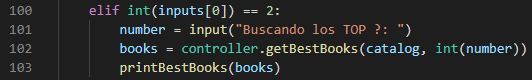 100 elif int(inputs[0]) == 2:
101 number = input("Buscando los TOP ?: ")
102 books = controller.getBestBooks(catalog, int(number))
103 printBestBooks(books)